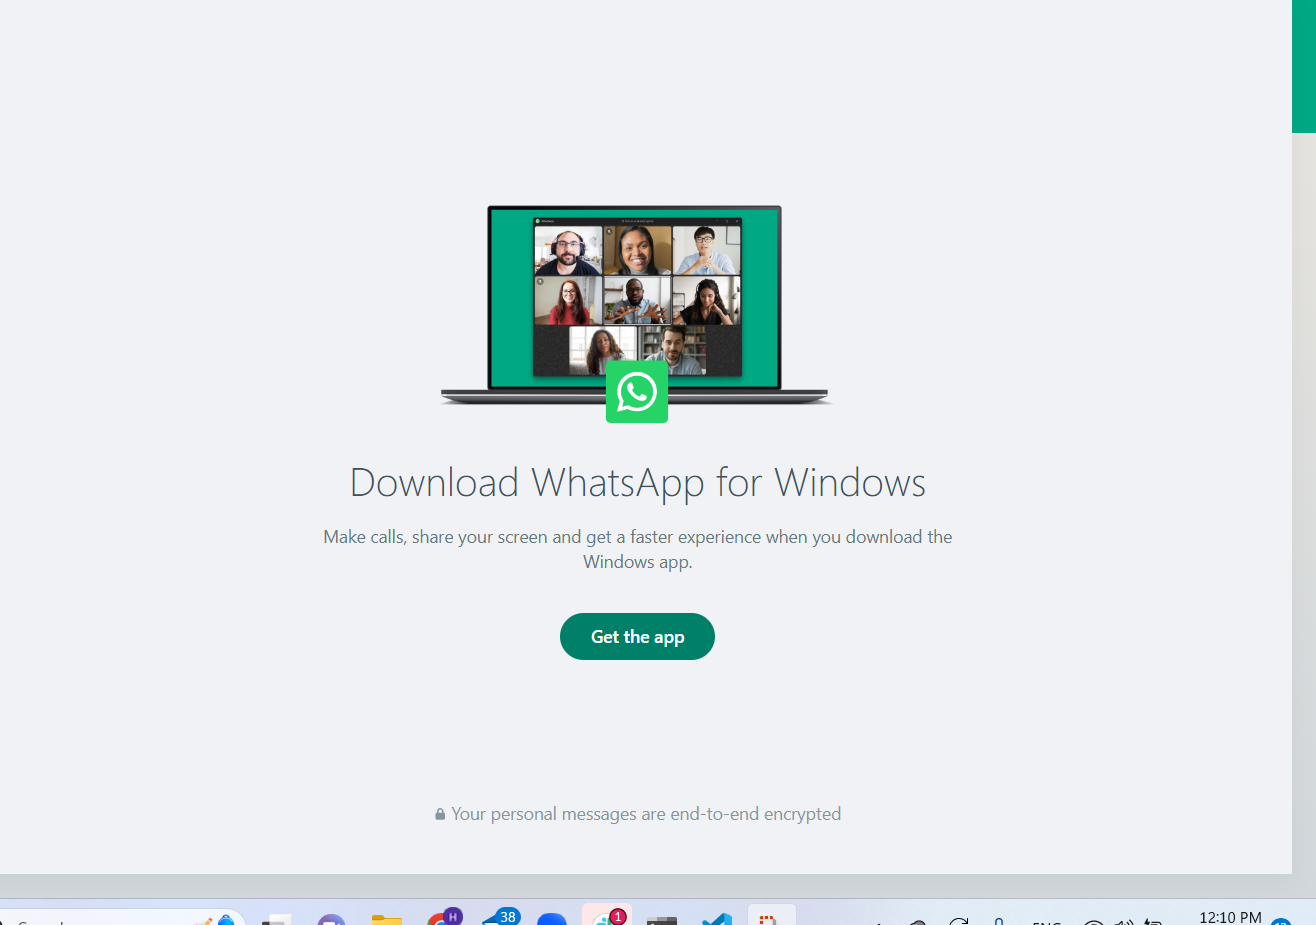 Download WhatsApp for Windows
Make calls, share your screen and get a faster experience when you download the
Windows app.
Get the app
Your personal messages are end-to-end encrypted
H
38
1
12:10 PM